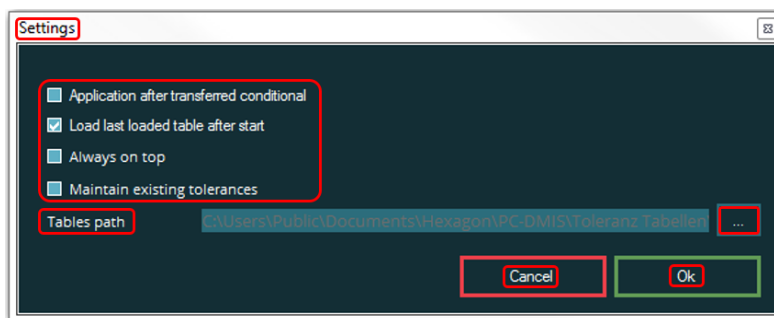 Settings
Application after transferred conditional
Load last loaded table after start
Always on top
Maintain existing tolerances
Tables path C:\Users\Public\Documents\Hexagon\PC-DMIS\Toleranz Tabellen\ ...
Cancel Ok